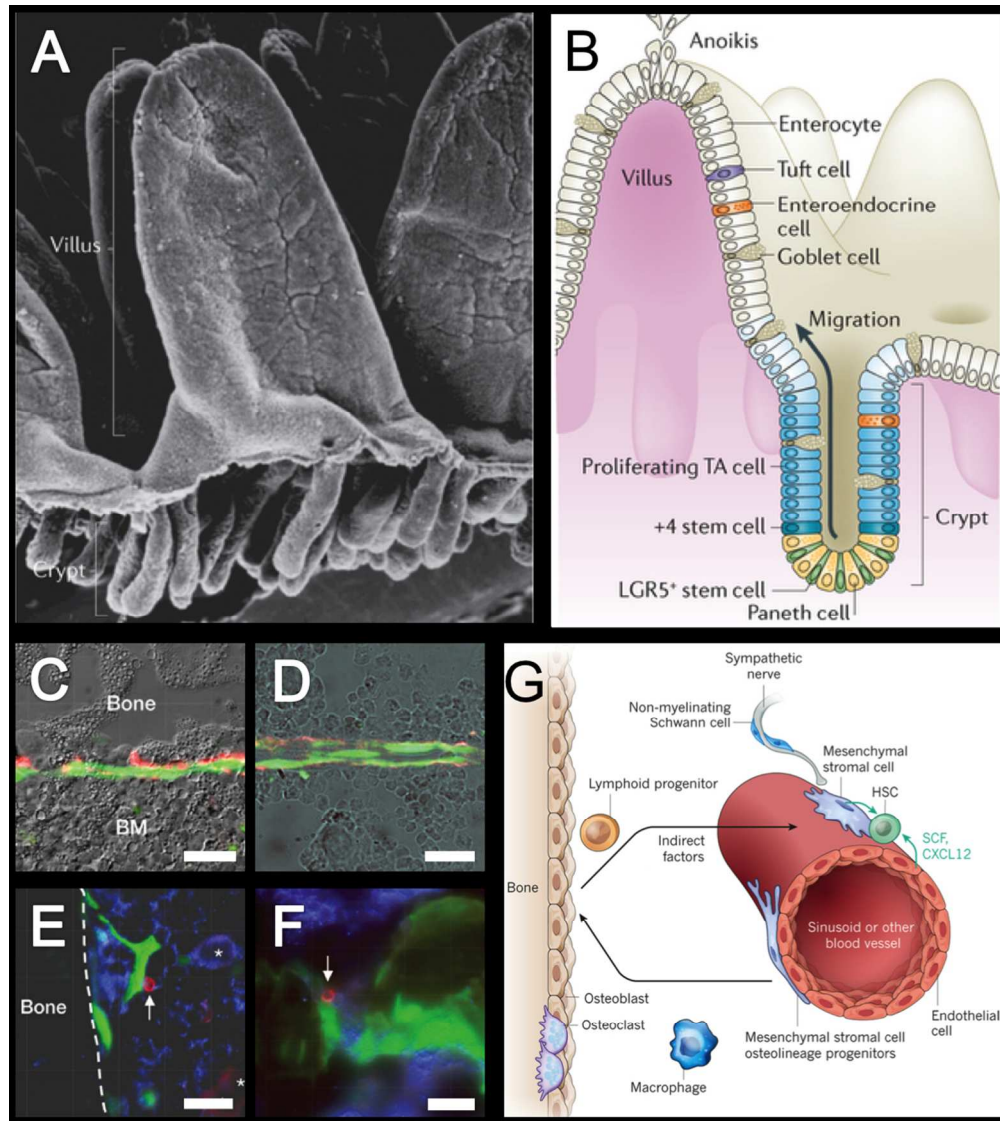 A
Villus
Crypt
B
Anoikis
Enterocyte
Villus
Tuft cell
Enteroendocrine
cell
Goblet cell
Migration
Proliferating TA cell
+4 stem cell
Crypt
LGR5⁺ stem cell
Paneth cell
C
Bone
BM
D
E
*
Bone
*
F
G
Sympathetic
nerve
Non-myelinating
Schwann cell
Mesenchymal
stromal cell
Lymphoid progenitor
HSC
SCF,
CXCL12
Indirect
factors
Bone
Sinusoid or other
blood vessel
Osteoblast
Osteoclast
Endothelial
cell
Mesenchymal stromal cell
osteolineage progenitors
Macrophage